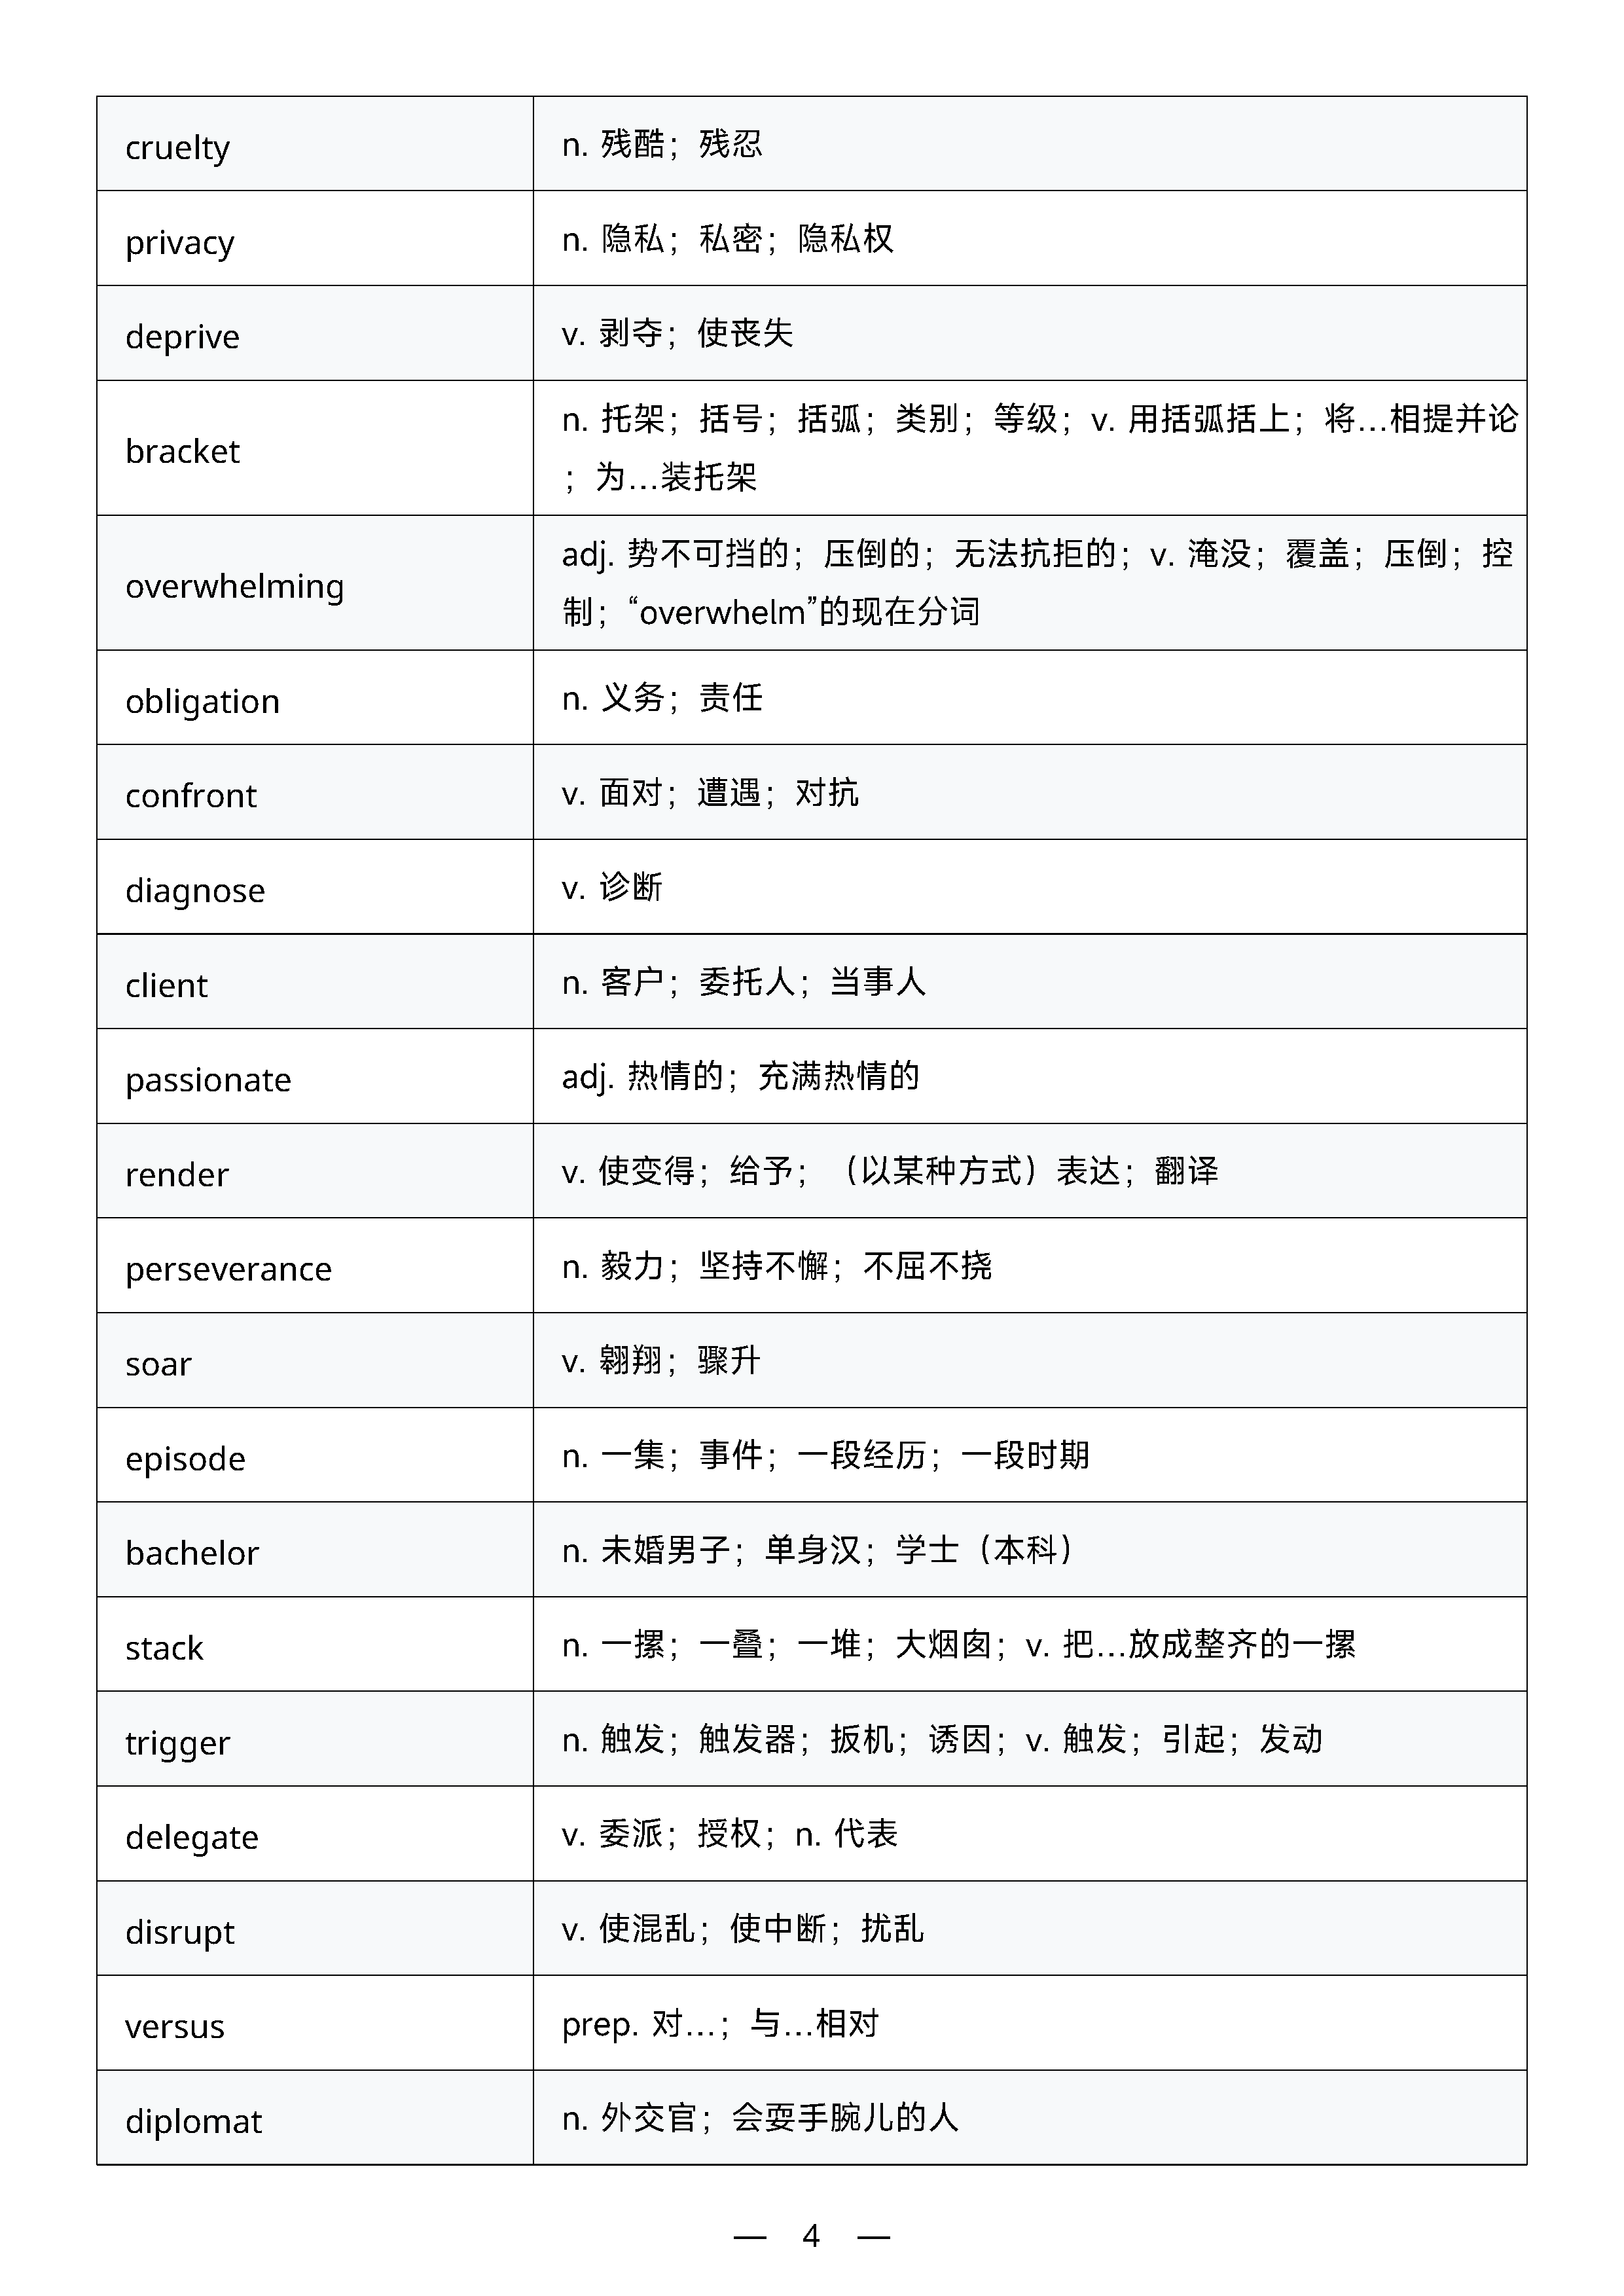 cruelty n. 残酷；残忍
privacy n. 隐私；私密；隐私权
deprive v. 剥夺；使丧失
bracket n. 托架；括号；括弧；类别；等级；v. 用括弧括上；将…相提并论
；为…装托架
overwhelming adj. 势不可挡的；压倒的；无法抗拒的；v. 淹没；覆盖；压倒；控
制；“overwhelm”的现在分词
obligation n. 义务；责任
confront v. 面对；遭遇；对抗
diagnose v. 诊断
client n. 客户；委托人；当事人
passionate adj. 热情的；充满热情的
render v. 使变得；给予；（以某种方式）表达；翻译
perseverance n. 毅力；坚持不懈；不屈不挠
soar v. 翱翔；骤升
episode n. 一集；事件；一段经历；一段时期
bachelor n. 未婚男子；单身汉；学士（本科）
stack n. 一摞；一叠；一堆；大烟囱；v. 把…放成整齐的一摞
trigger n. 触发；触发器；扳机；诱因；v. 触发；引起；发动
delegate v. 委派；授权；n. 代表
disrupt v. 使混乱；使中断；扰乱
versus prep. 对…；与…相对
diplomat n. 外交官；会耍手腕儿的人
— 4 —